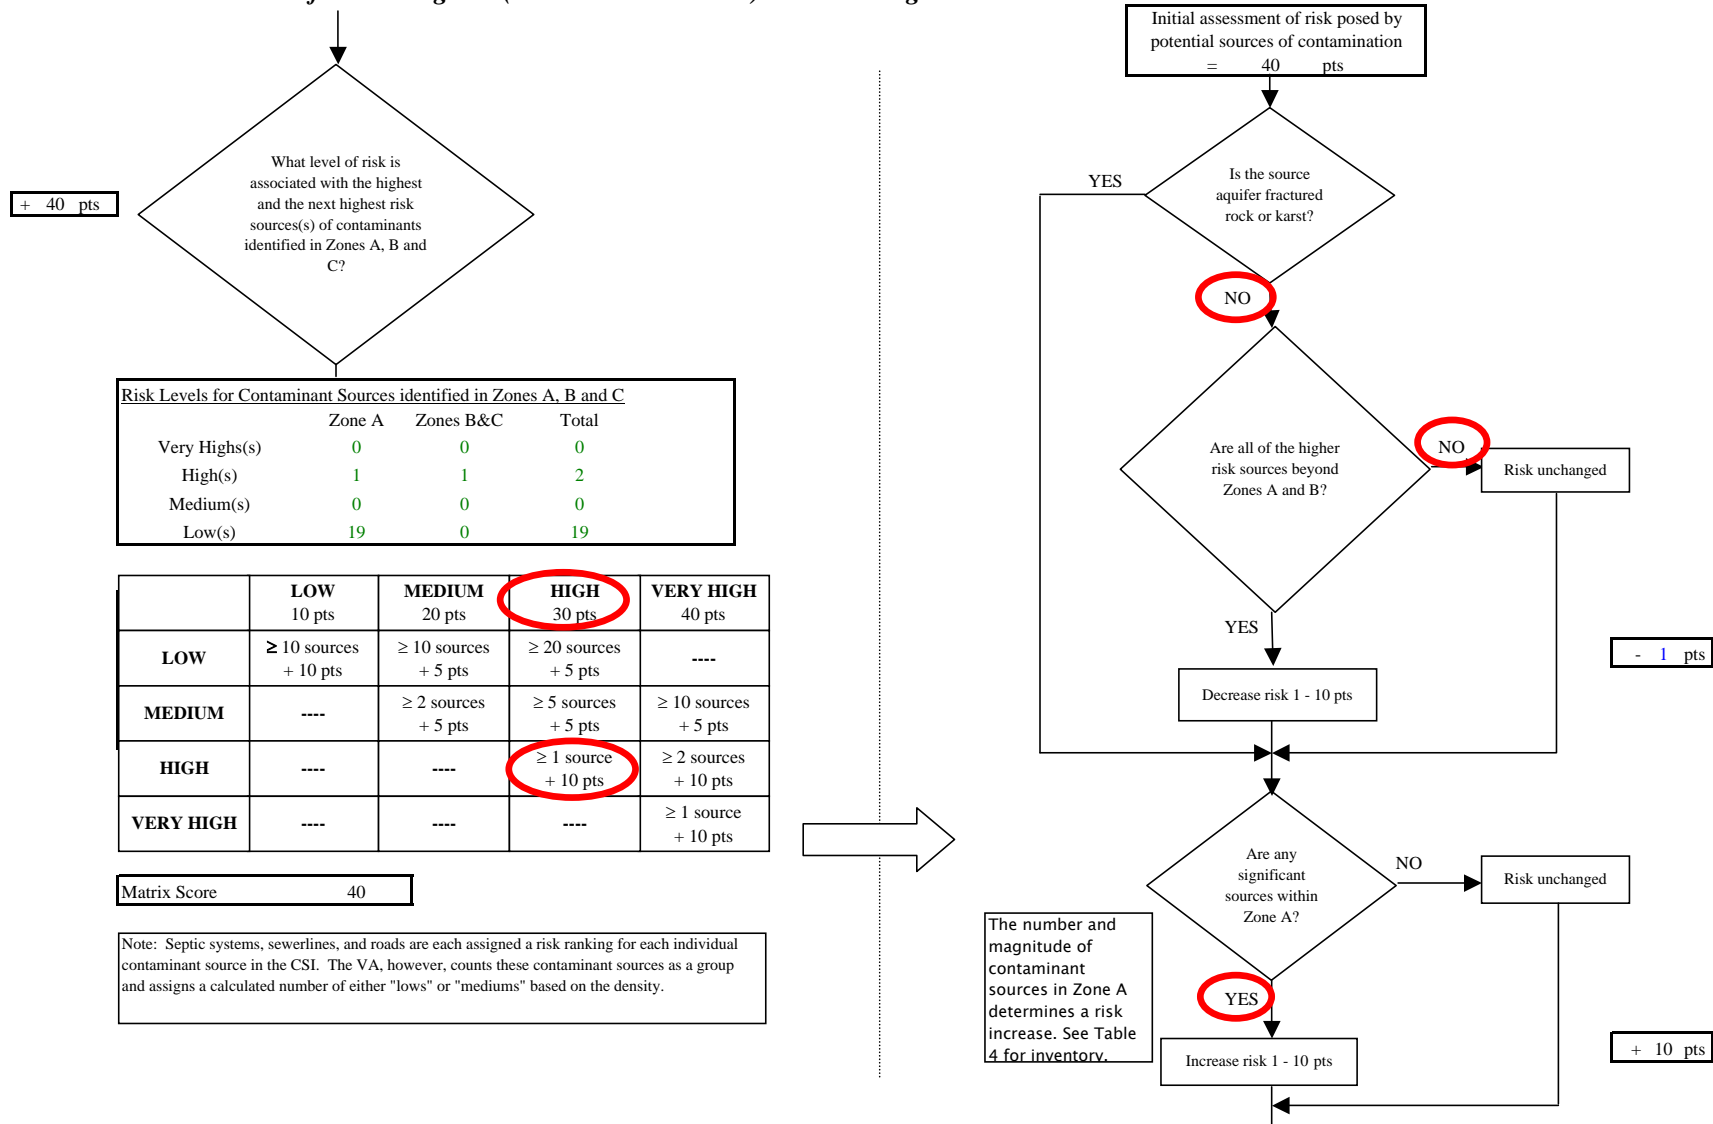 + 40 pts
What level of risk is
associated with the highest
and the next highest risk
sources(s) of contaminants
identified in Zones A, B and
C?
Risk Levels for Contaminant Sources identified in Zones A, B and C
Zone A Zones B&C Total
Very Highs(s) 0 0 0
High(s) 1 1 2
Medium(s) 0 0 0
Low(s) 19 0 19
LOW MEDIUM HIGH VERY HIGH
10 pts 20 pts 30 pts 40 pts
LOW ≥ 10 sources ≥ 10 sources ≥ 20 sources ----
+ 10 pts + 5 pts + 5 pts
MEDIUM ---- ≥ 2 sources ≥ 5 sources ≥ 10 sources
+ 5 pts + 5 pts + 5 pts
HIGH ---- ---- ≥ 1 source ≥ 2 sources
+ 10 pts + 10 pts
VERY HIGH ---- ---- ---- ≥ 1 source
+ 10 pts
Matrix Score 40
Note: Septic systems, sewerlines, and roads are each assigned a risk ranking for each individual
contaminant source in the CSI. The VA, however, counts these contaminant sources as a group
and assigns a calculated number of either "lows" or "mediums" based on the density.
Initial assessment of risk posed by
potential sources of contamination
= 40 pts
YES
Is the source
aquifer fractured
rock or karst?
NO
Are all of the higher
risk sources beyond
Zones A and B?
NO
Risk unchanged
YES
- 1 pts
Decrease risk 1 - 10 pts
Are any
significant
sources within
Zone A?
NO
Risk unchanged
The number and
magnitude of
contaminant
sources in Zone A
determines a risk
increase. See Table
4 for inventory.
YES
+ 10 pts
Increase risk 1 - 10 pts